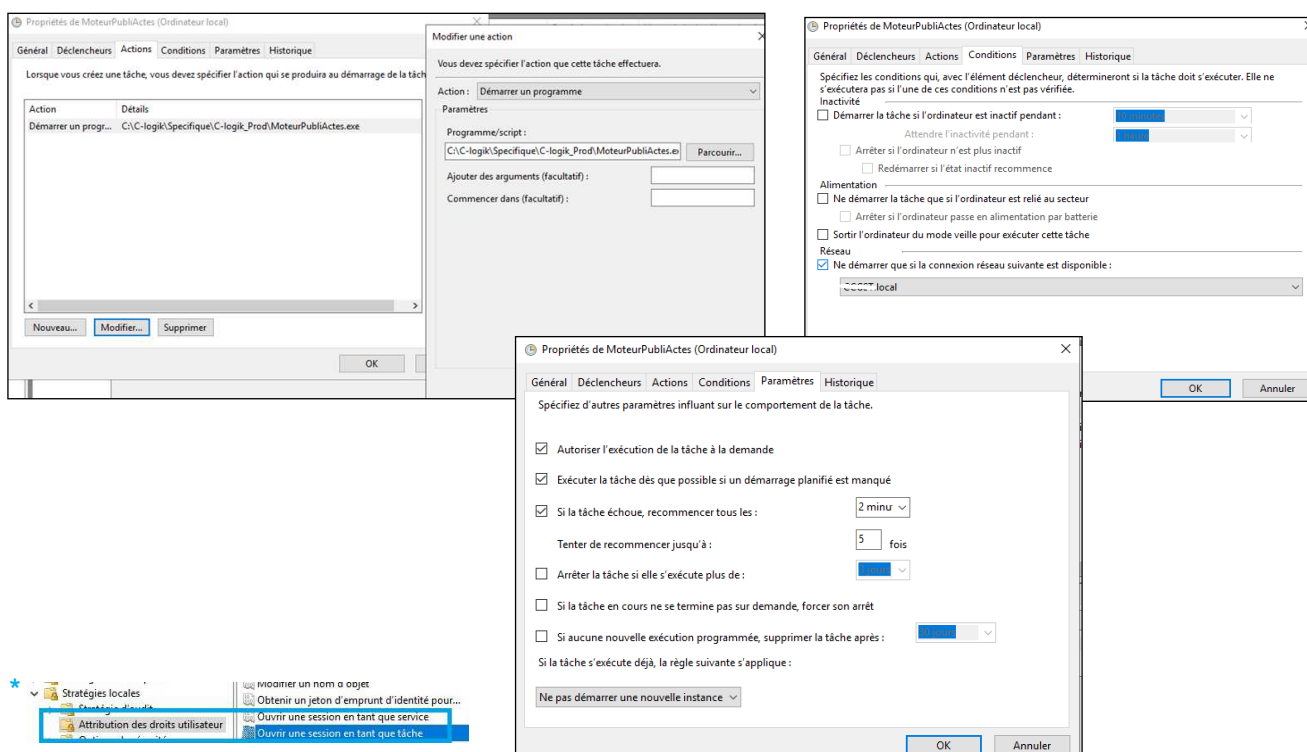 Propriétés de MoteurPubliActes (Ordinateur local)
Général Déclencheurs Actions Conditions Paramètres Historique
Lorsque vous créez une tâche, vous devez spécifier l'action qui se produira au démarrage de la tâch
Action Détails
Démarrer un progr... C:\C-logik\Specifique\C-logik_Prod\MoteurPubliActes.exe
Nouveau... Modifier... Supprimer
OK
Modifier une action
Vous devez spécifier l'action que cette tâche effectuera.
Action : Démarrer un programme
Paramètres
Programme/script :
C:\C-logik\Specifique\C-logik_Prod\MoteurPubliActes.ex Parcourir...
Ajouter des arguments (facultatif) :
Commencer dans (facultatif) :
Propriétés de MoteurPubliActes (Ordinateur local)
Général Déclencheurs Actions Conditions Paramètres Historique
Spécifiez les conditions qui, avec l'élément déclencheur, détermineront si la tâche doit s'exécuter. Elle ne
s'exécutera pas si l'une de ces conditions n'est pas vérifiée.
Inactivité
Démarrer la tâche si l'ordinateur est inactif pendant :
Attendre l'inactivité pendant :
Arrêter si l'ordinateur n'est plus inactif
Redémarrer si l'état inactif recommence
Alimentation
Ne démarrer la tâche que si l'ordinateur est relié au secteur
Arrêter si l'ordinateur passe en alimentation par batterie
Sortir l'ordinateur du mode veille pour exécuter cette tâche
Réseau
Ne démarrer que si la connexion réseau suivante est disponible :
.local
OK Annuler
Propriétés de MoteurPubliActes (Ordinateur local)
Général Déclencheurs Actions Conditions Paramètres Historique
Spécifiez d'autres paramètres influant sur le comportement de la tâche.
Autoriser l'exécution de la tâche à la demande
Exécuter la tâche dès que possible si un démarrage planifié est manqué
Si la tâche échoue, recommencer tous les : 2 minur
Tenter de recommencer jusqu'à : 5 fois
Arrêter la tâche si elle s'exécute plus de :
Si la tâche en cours ne se termine pas sur demande, forcer son arrêt
Si aucune nouvelle exécution programmée, supprimer la tâche après :
Si la tâche s'exécute déjà, la règle suivante s'applique :
Ne pas démarrer une nouvelle instance
OK Annuler
*
Stratégies locales
Stratégie d'audit
Attribution des droits utilisateur
Modifier un nom d'objet
Obtenir un jeton d'emprunt d'identité pour...
Ouvrir une session en tant que service
Ouvrir une session en tant que tâche